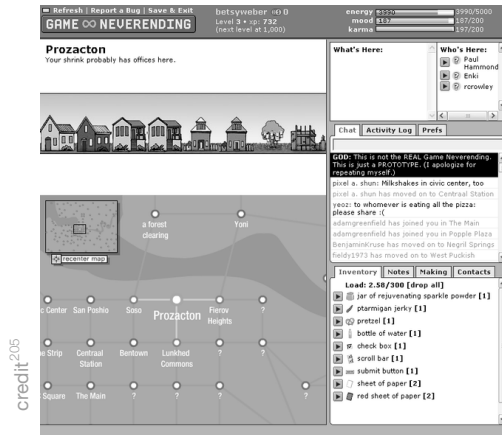 Refresh | Report a Bug | Save & Exit
GAME ∞ NEVERENDING
betsyweber
0
Level 3 • xp: 732
(next level at 1,000)
energy 3990 3990/5000
mood 187 187/200
karma 197/200
Prozacton
Your shrink probably has offices here.
What's Here:
Who's Here:
Paul
Hammond
Enki
rcrowley
Chat Activity Log Prefs
GOD: This is not the REAL Game Neverending.
This is just a PROTOTYPE. (I apologize for
repeating myself.)
pixel a. shun: Milkshakes in civic center, too
pixel a. shun has moved on to Centraal Station
yeoz: to whomever is eating all the pizza:
please share :(
adamgreenfield has joined you in The Main
adamgreenfield has joined you in Popple Plaza
BenjaminKruse has moved on to Negril Springs
fieldy1973 has moved on to West Puckish
recenter map
a forest
clearing
Yoni
c Center
San Poshio
Soso
Prozacton
Fierov
Heights
?
e Strip
Centraal
Station
Bentown
Lunkhed
Commons
?
?
Square
The Main
?
?
?
Inventory Notes Making Contacts
Load: 2.58/300 [drop all]
jar of rejuvenating sparkle powder [1]
ptarmigan jerky [1]
pretzel [1]
bottle of water [1]
check box [1]
scroll bar [1]
submit button [1]
sheet of paper [2]
red sheet of paper [2]
credit205